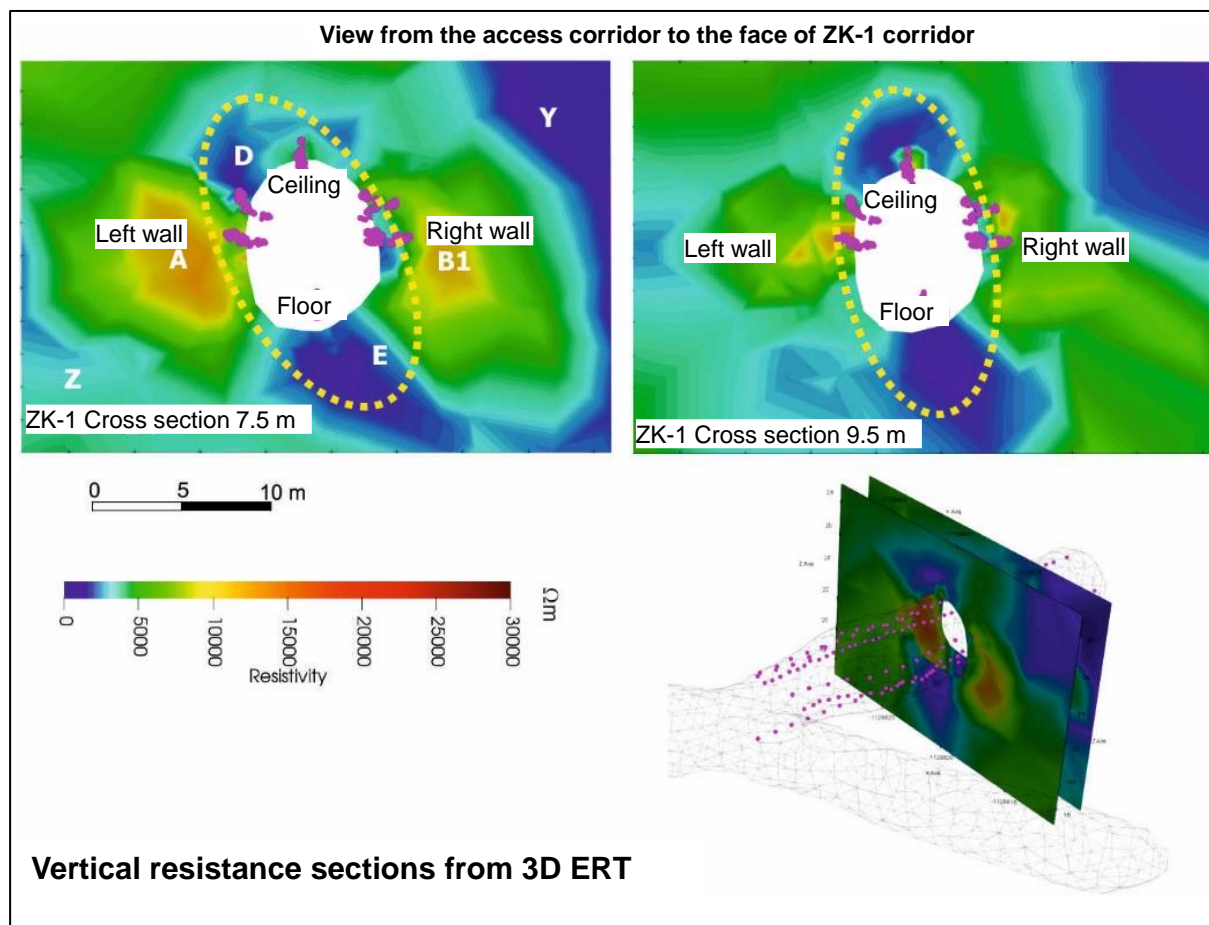 View from the access corridor to the face of ZK-1 corridor
Y
D
Ceiling
Left wall
Right wall
A
B1
Floor
E
Z
ZK-1 Cross section 7.5 m
Ceiling
Left wall
Right wall
Floor
ZK-1 Cross section 9.5 m
0 5 10 m
Ωm
0 5000 10000 15000 20000 25000 30000
Resistivity
Vertical resistance sections from 3D ERT